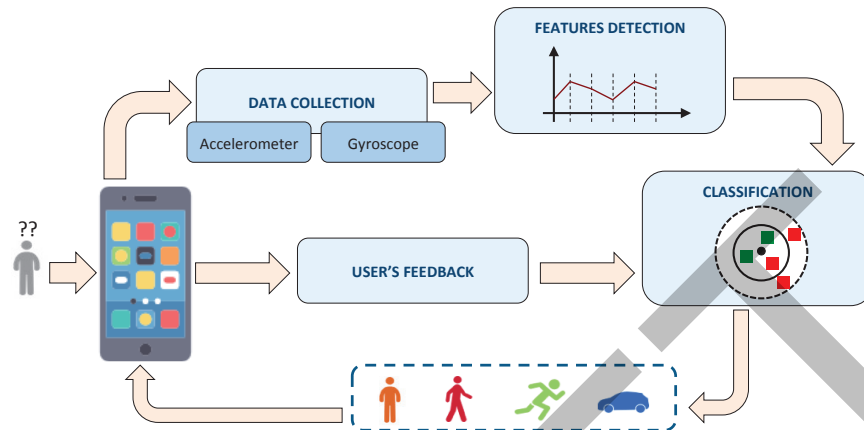 FEATURES DETECTION
DATA COLLECTION
Accelerometer
Gyroscope
CLASSIFICATION
??
USER'S FEEDBACK